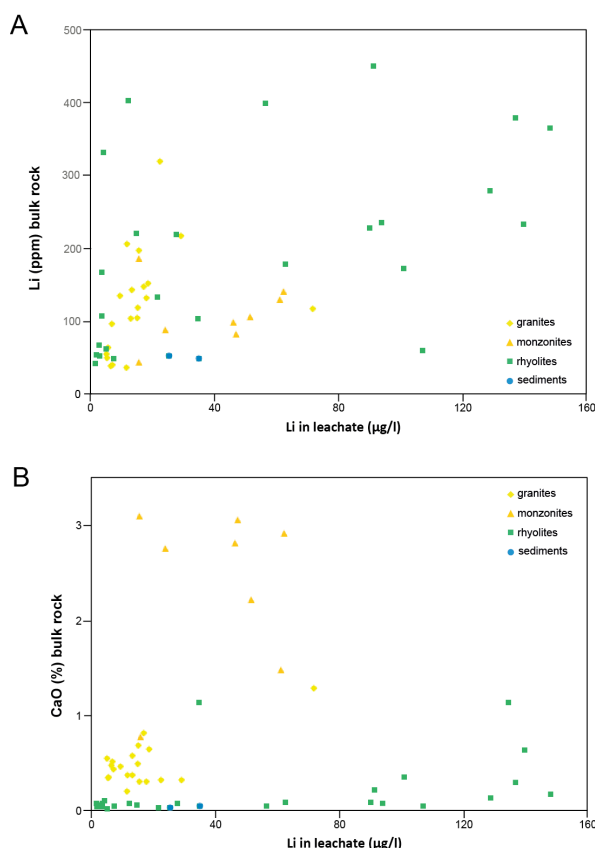 A
500
400
300
200
100
0
Li (ppm) bulk rock
granites
monzonites
rhyolites
sediments
0 40 80 120 160
Li in leachate (µg/l)
B
3
2
1
0
CaO (%) bulk rock
granites
monzonites
rhyolites
sediments
0 40 80 120 160
Li in leachate (µg/l)